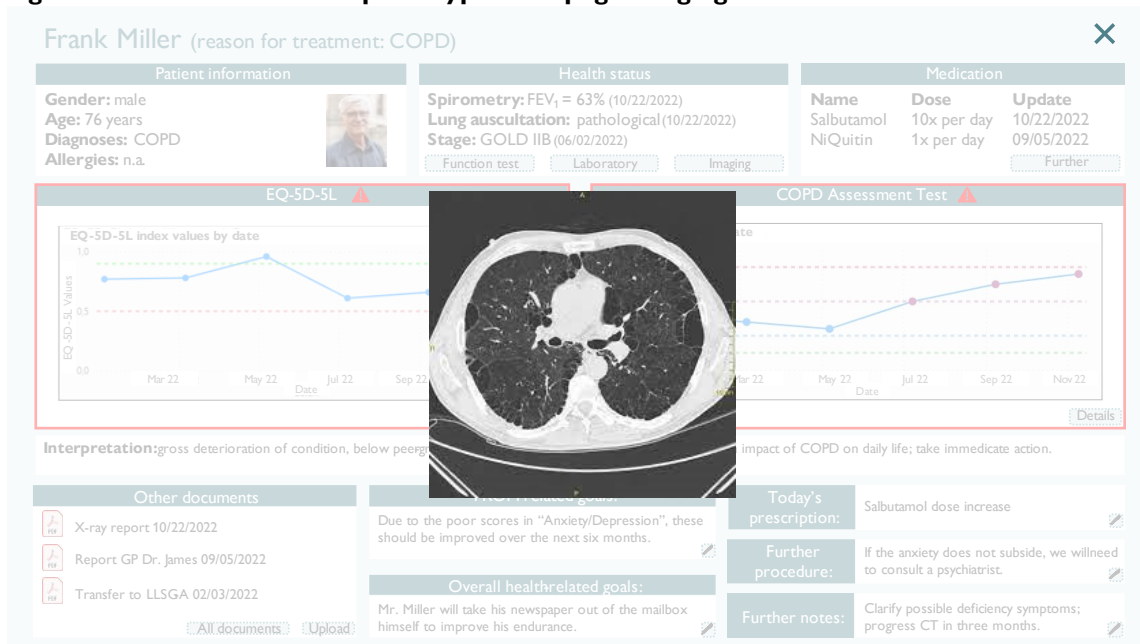 Frank Miller (reason for treatment: COPD)
Patient information
Gender: male
Age: 76 years
Diagnoses: COPD
Allergies: n.a.
Health status
Spirometry: FEV₁ = 63% (10/22/2022)
Lung auscultation: pathological (10/22/2022)
Stage: GOLD IIB (06/02/2022)
Function test Laboratory Imaging
Medication
Name Dose Update
Salbutamol 10x per day 10/22/2022
NiQuitin 1x per day 09/05/2022
Further
EQ-5D-5L
EQ-5D-5L index values by date
EQ-5D-5L Values
1,0
0,5
0,0
Mar 22 May 22 Jul 22 Sep 22
Date
A
COPD Assessment Test
May 22 Jul 22 Sep 22 Nov 22
Date
Details
Interpretation: gross deterioration of condition, below
impact of COPD on daily life; take immedicate action.
Other documents
X-ray report 10/22/2022
Report GP Dr. James 09/05/2022
Transfer to LLSGA 02/03/2022
All documents Upload
goals:
Due to the poor scores in “Anxiety/Depression”, these
should be improved over the next six months.
Overall health-related goals:
Mr. Miller will take his newspaper out of the mailbox
himself to improve his endurance.
Today's
prescription:
Salbutamol dose increase
Further
procedure:
If the anxiety does not subside, we willneed
to consult a psychiatrist.
Further notes:
Clarify possible deficiency symptoms;
progress CT in three months.